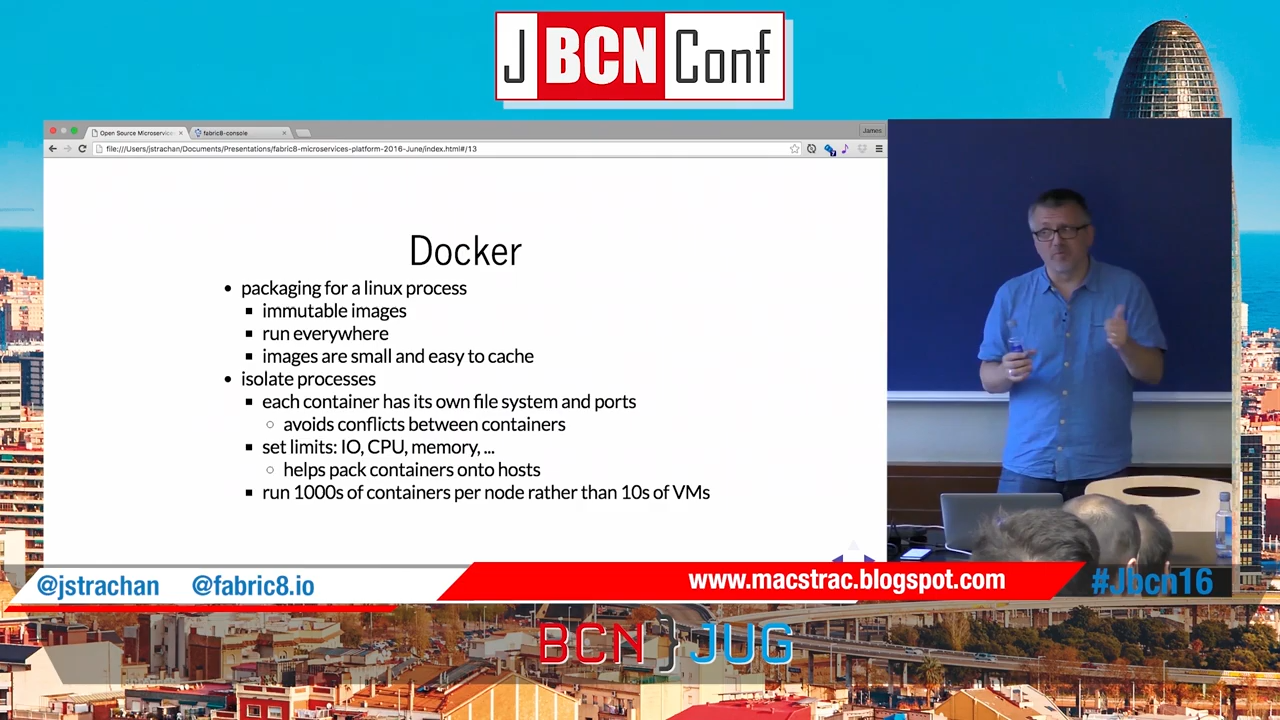 J BCN Conf
Open Source Microservices
fabric8-console
James
file:///Users/jstrachan/Documents/Presentations/fabric8-microservices-platform-2016-June/index.html#/13
Docker
packaging for a linux process
immutable images
run everywhere
images are small and easy to cache
isolate processes
each container has its own file system and ports
avoids conflicts between containers
set limits: IO, CPU, memory, ...
helps pack containers onto hosts
run 1000s of containers per node rather than 10s of VMs
@jstrachan @fabric8.io
www.macstrac.blogspot.com
#Jbcn16
BCN JUG